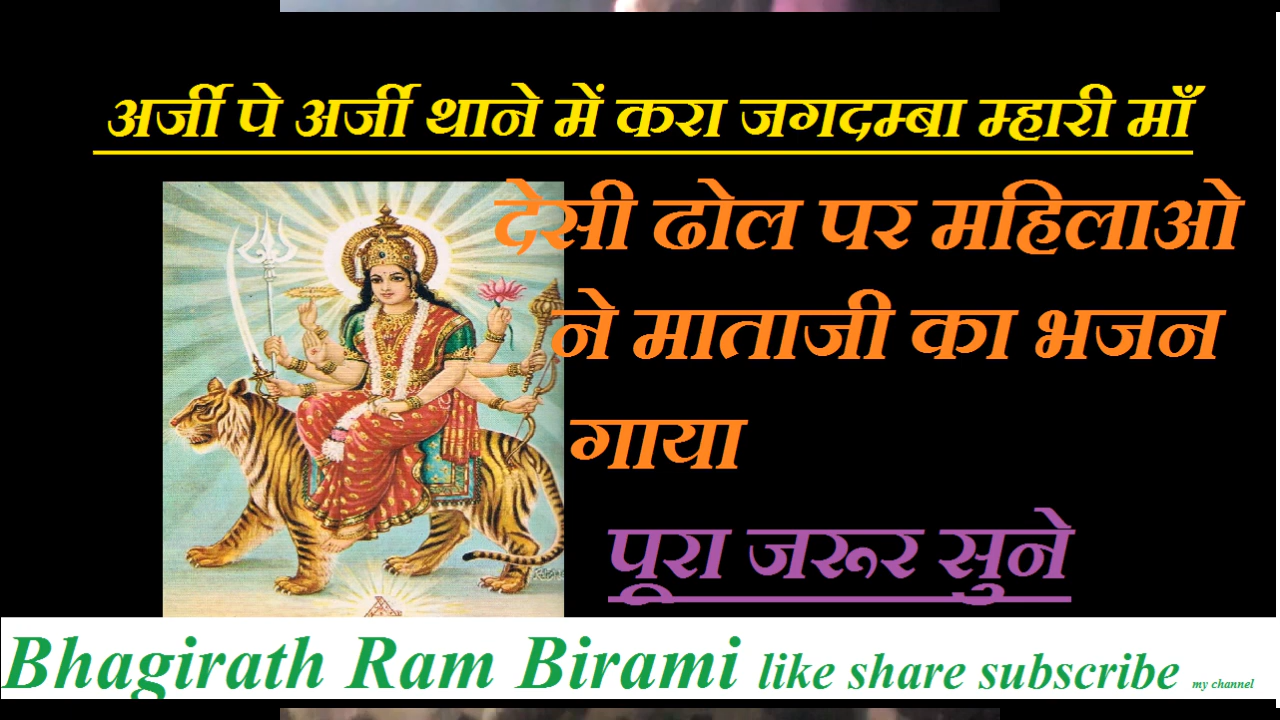 अर्जी पे अर्जी थाने में करा जगदम्बा म्हारी माँ
देसी ढोल पर महिलाओ
ने माताजी का भजन
गाया
पूरा जरूर सुने
Bhagirath Ram Birami like share subscribe my channel